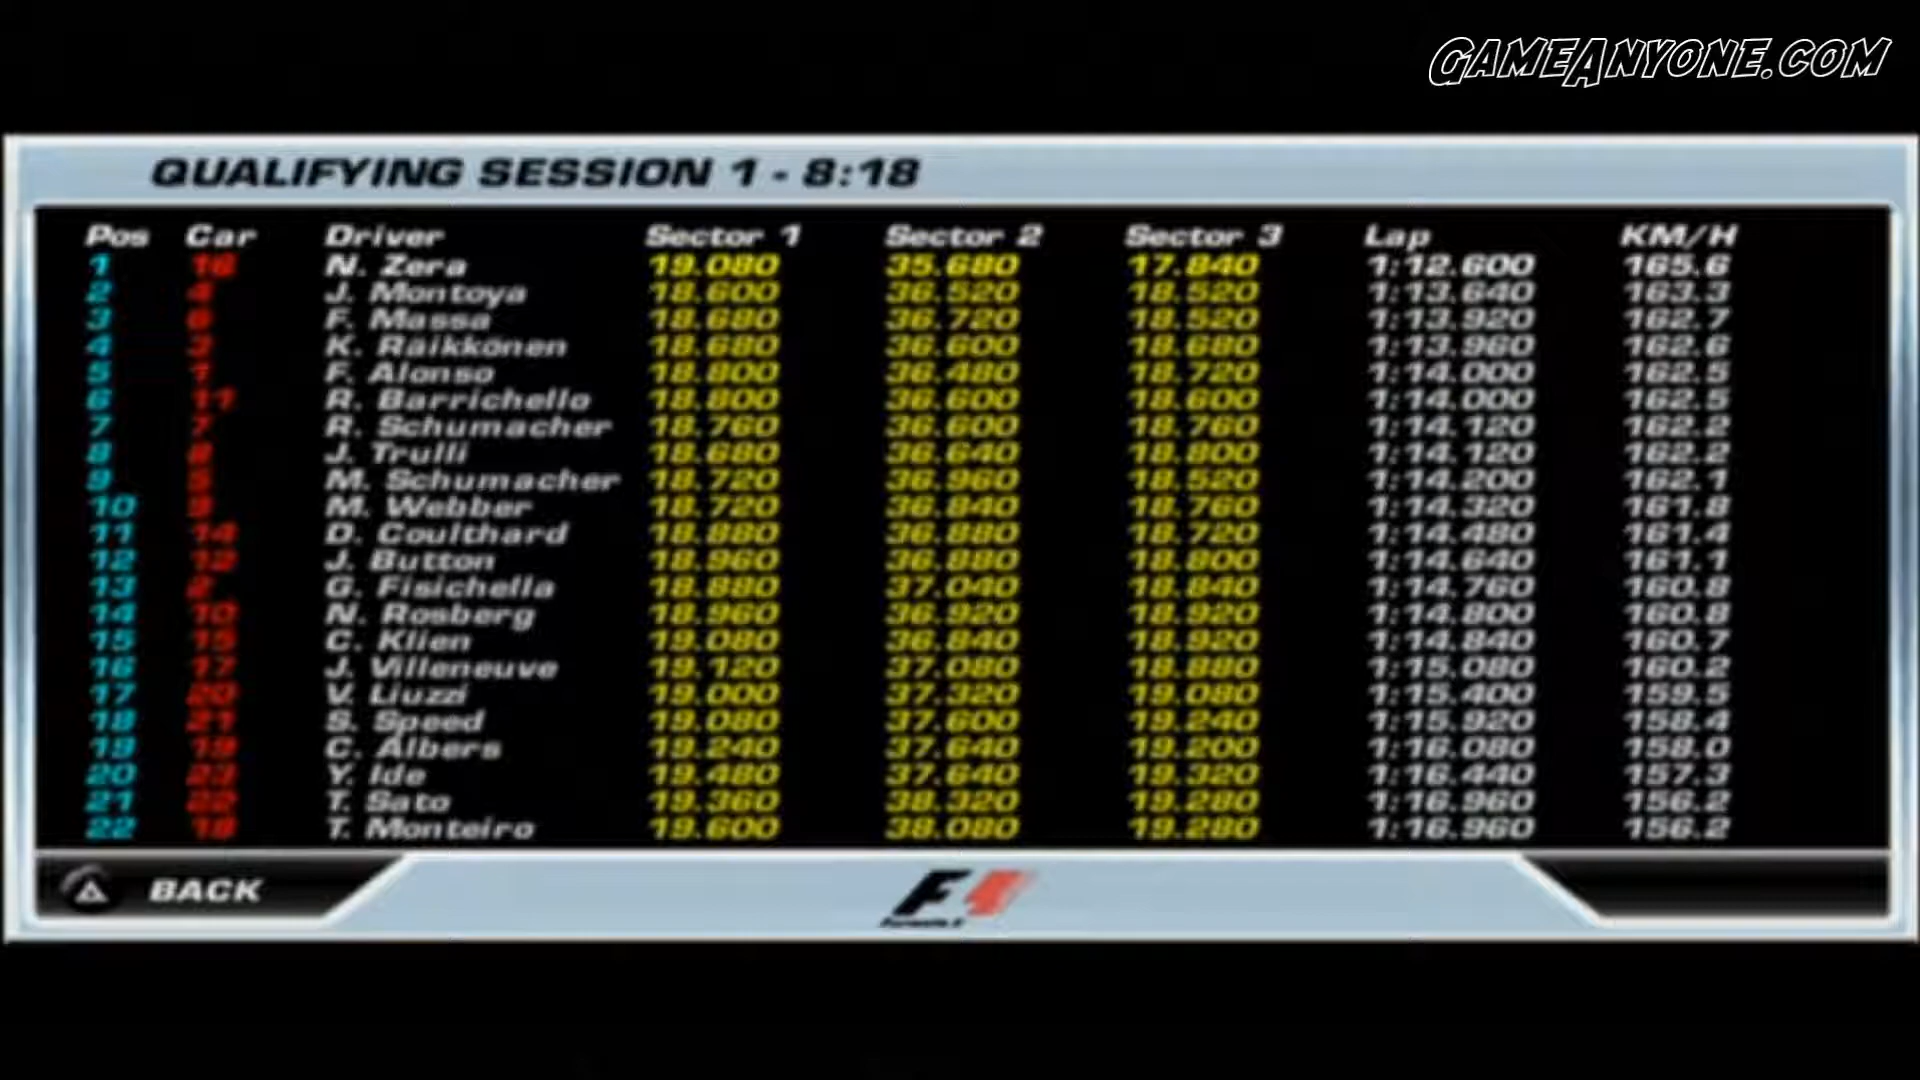 GameAnyone.com
QUALIFYING SESSION 1 - 8:18
Pos Car Driver Sector 1 Sector 2 Sector 3 Lap KM/H
1 16 N. Zera 19.080 35.680 17.840 1:12.600 165.6
2 4 J. Montoya 18.600 36.520 18.520 1:13.640 163.3
3 6 F. Massa 18.680 36.720 18.520 1:13.920 162.7
4 3 K. Räikkönen 18.680 36.600 18.680 1:13.960 162.6
5 1 F. Alonso 18.800 36.480 18.720 1:14.000 162.5
6 11 R. Barrichello 18.800 36.600 18.600 1:14.000 162.5
7 7 R. Schumacher 18.760 36.600 18.760 1:14.120 162.2
8 8 J. Trulli 18.680 36.640 18.800 1:14.120 162.2
9 5 M. Schumacher 18.720 36.960 18.520 1:14.200 162.1
10 9 M. Webber 18.720 36.840 18.760 1:14.320 161.8
11 14 D. Coulthard 18.880 36.880 18.720 1:14.480 161.4
12 12 J. Button 18.960 36.880 18.800 1:14.640 161.1
13 2 G. Fisichella 18.880 37.040 18.840 1:14.760 160.8
14 10 N. Rosberg 18.960 36.920 18.920 1:14.800 160.8
15 15 C. Klien 19.080 36.840 18.920 1:14.840 160.7
16 17 J. Villeneuve 19.120 37.080 18.880 1:15.080 160.2
17 20 V. Liuzzi 19.000 37.320 19.080 1:15.400 159.5
18 21 S. Speed 19.080 37.600 19.240 1:15.920 158.4
19 19 C. Albers 19.240 37.640 19.200 1:16.080 158.0
20 23 Y. Ide 19.480 37.640 19.320 1:16.440 157.3
21 22 T. Sato 19.360 38.320 19.280 1:16.960 156.2
22 18 T. Monteiro 19.600 38.080 19.280 1:16.960 156.2
BACK
F1
Formula 1